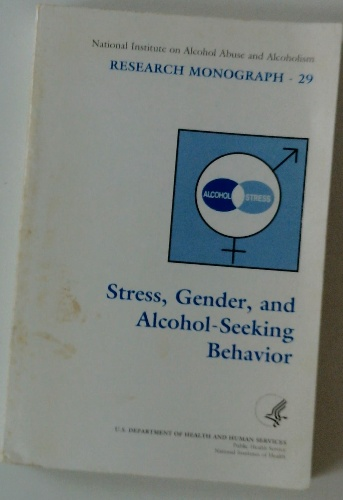 National Institute on Alcohol Abuse and Alcoholism
RESEARCH MONOGRAPH - 29
ALCOHOL STRESS
Stress, Gender, and
Alcohol-Seeking
Behavior
U.S. DEPARTMENT OF HEALTH AND HUMAN SERVICES
Public Health Service
National Institutes of Health